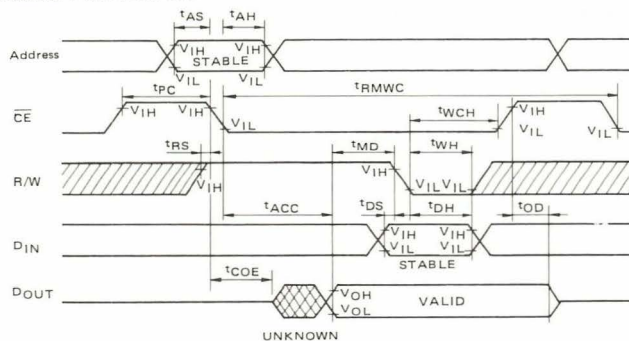 tAS tAH
Address VIH VIH
STABLE
VIL VIL
tPC tRMWC
CE VIH VIH tWCH VIH
VIL VIL VIL
tRS tMD tWH
R/W VIH VIH VIL VIL
tACC tDS tDH tOD
DIN VIH VIH
VIL VIL
STABLE
tCOE
DOUT VOH VALID
VOL
UNKNOWN